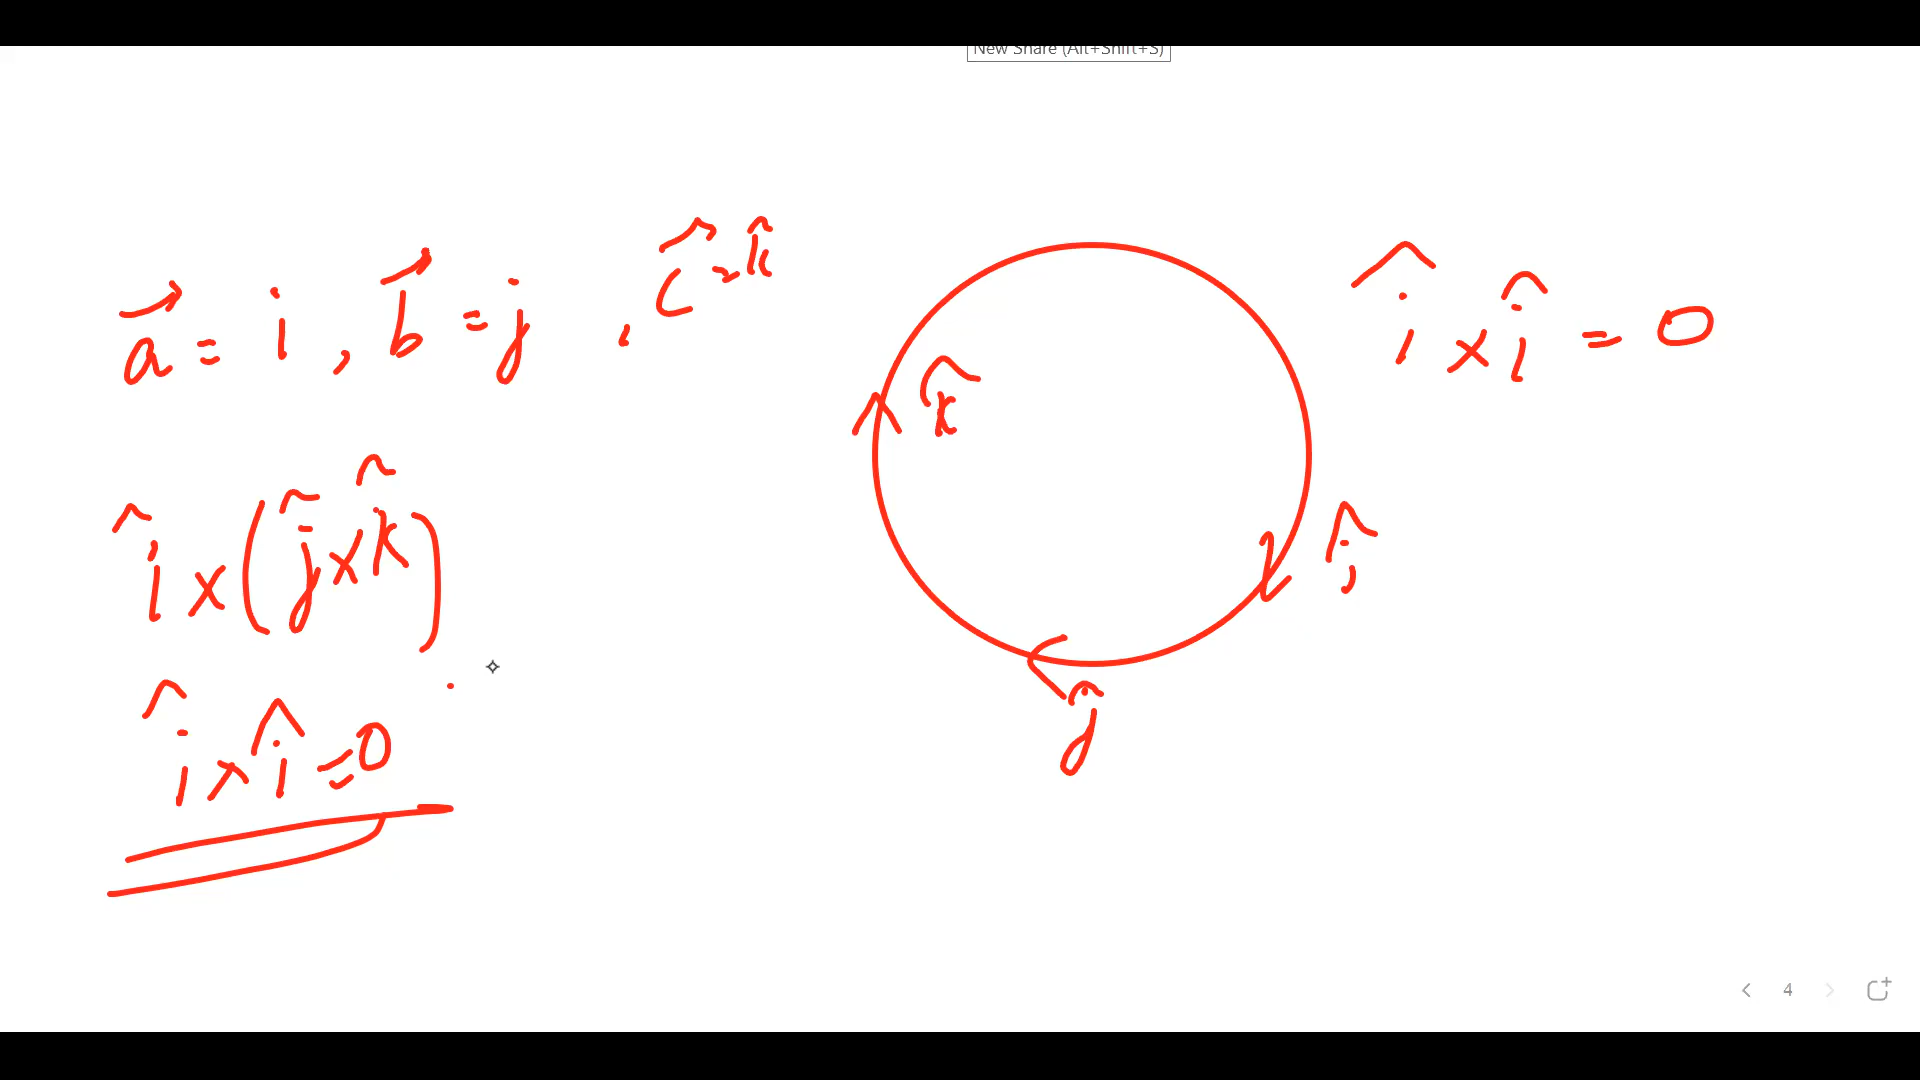 New Share (Alt+Shift+S)
a⃗ = i , b⃗ = j , c⃗ = k̂
î × î = 0
k̂
î × (ĵ × k̂)
î
ĵ
î × î = 0
4